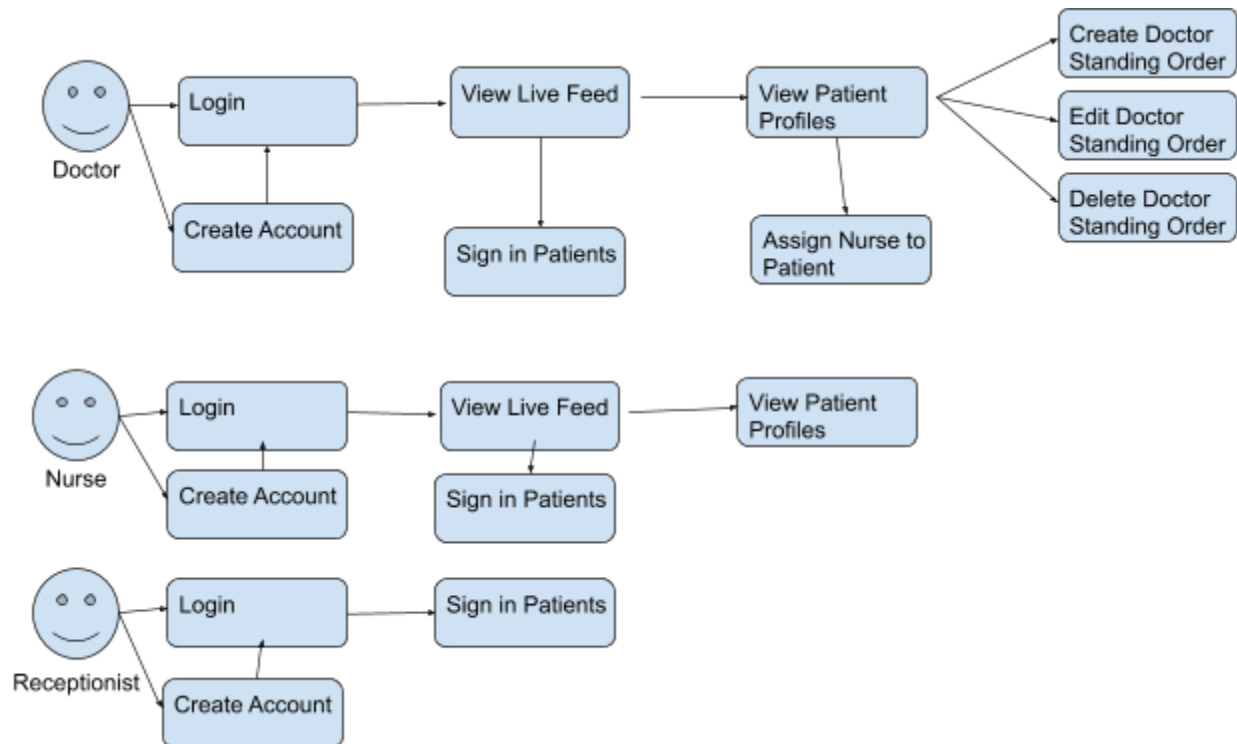 Login
View Live Feed
View Patient
Profiles
Create Doctor
Standing Order
Edit Doctor
Standing Order
Delete Doctor
Standing Order
Doctor
Create Account
Sign in Patients
Assign Nurse to
Patient
Login
View Live Feed
View Patient
Profiles
Nurse
Create Account
Sign in Patients
Login
Sign in Patients
Receptionist
Create Account